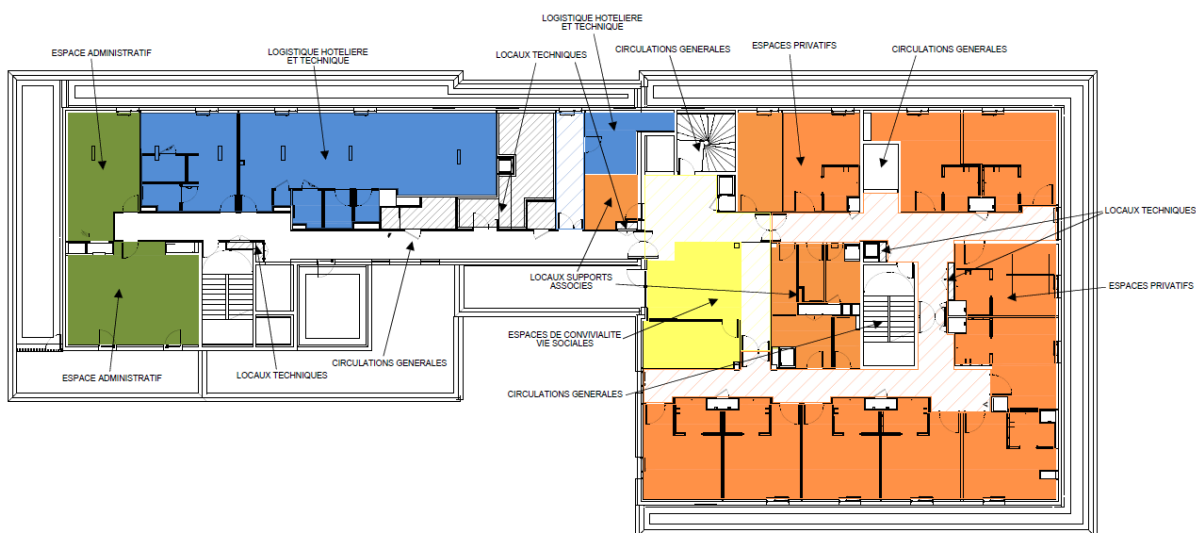 LOGISTIQUE HOTELIERE
ET TECHNIQUE
ESPACE ADMINISTRATIF
LOGISTIQUE HOTELIERE
ET TECHNIQUE
LOCAUX TECHNIQUES
CIRCULATIONS GENERALES
ESPACES PRIVATIFS
CIRCULATIONS GENERALES
LOCAUX TECHNIQUES
LOCAUX SUPPORTS
ASSOCIES
ESPACES PRIVATIFS
ESPACES DE CONVIVIALITE
VIE SOCIALES
CIRCULATIONS GENERALES
LOCAUX TECHNIQUES
ESPACE ADMINISTRATIF
CIRCULATIONS GENERALES